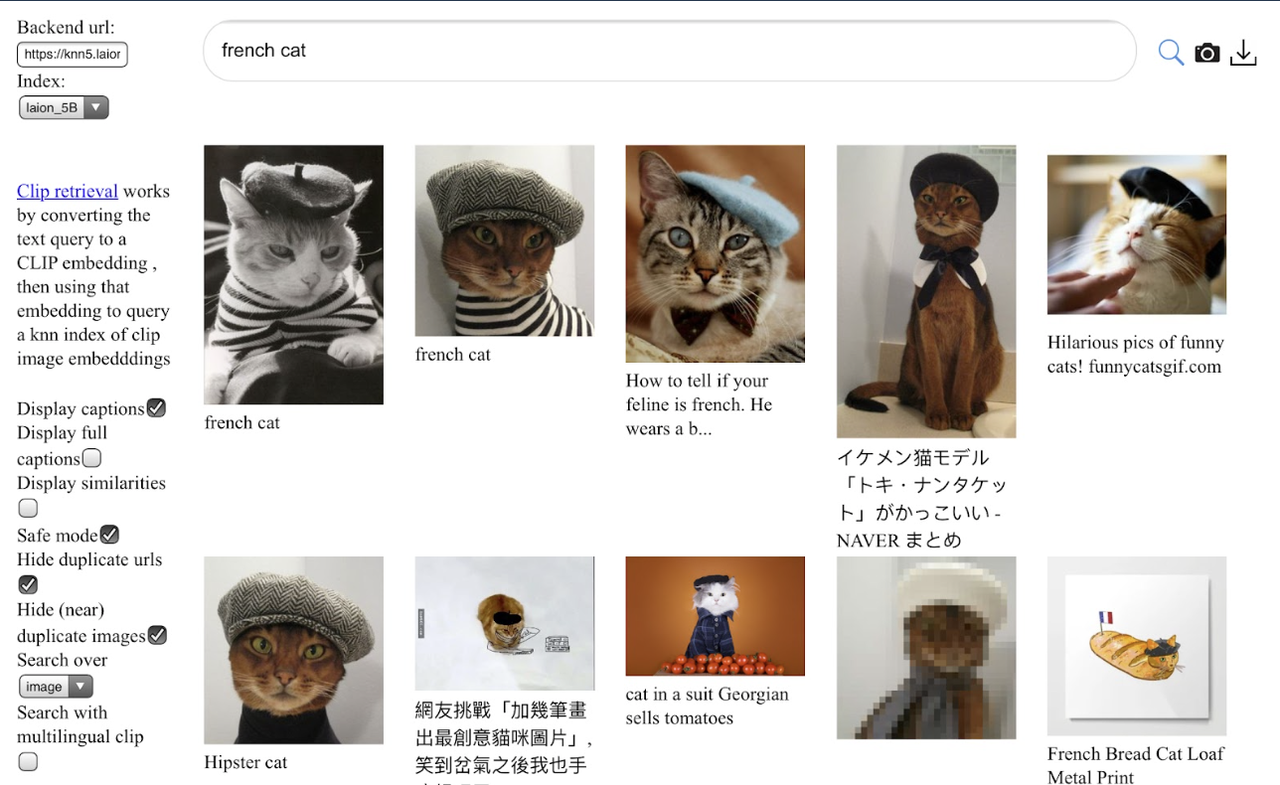 Backend url:
https://knn5.laior
Index:
laion_5B
french cat
Clip retrieval works
by converting the
text query to a
CLIP embedding ,
then using that
embedding to query
a knn index of clip
image embedddings
Display captions
Display full
captions
Display similarities
Safe mode
Hide duplicate urls
Hide (near)
duplicate images
Search over
image
Search with
multilingual clip
french cat
french cat
How to tell if your
feline is french. He
wears a b...
イケメン猫モデル
「トキ・ナンタケッ
ト」がかっこいい -
NAVER まとめ
Hilarious pics of funny
cats! funnycatsgif.com
Hipster cat
網友挑戰「加幾筆畫
出最創意貓咪圖片」,
笑到岔氣之後我也手
cat in a suit Georgian
sells tomatoes
French Bread Cat Loaf
Metal Print